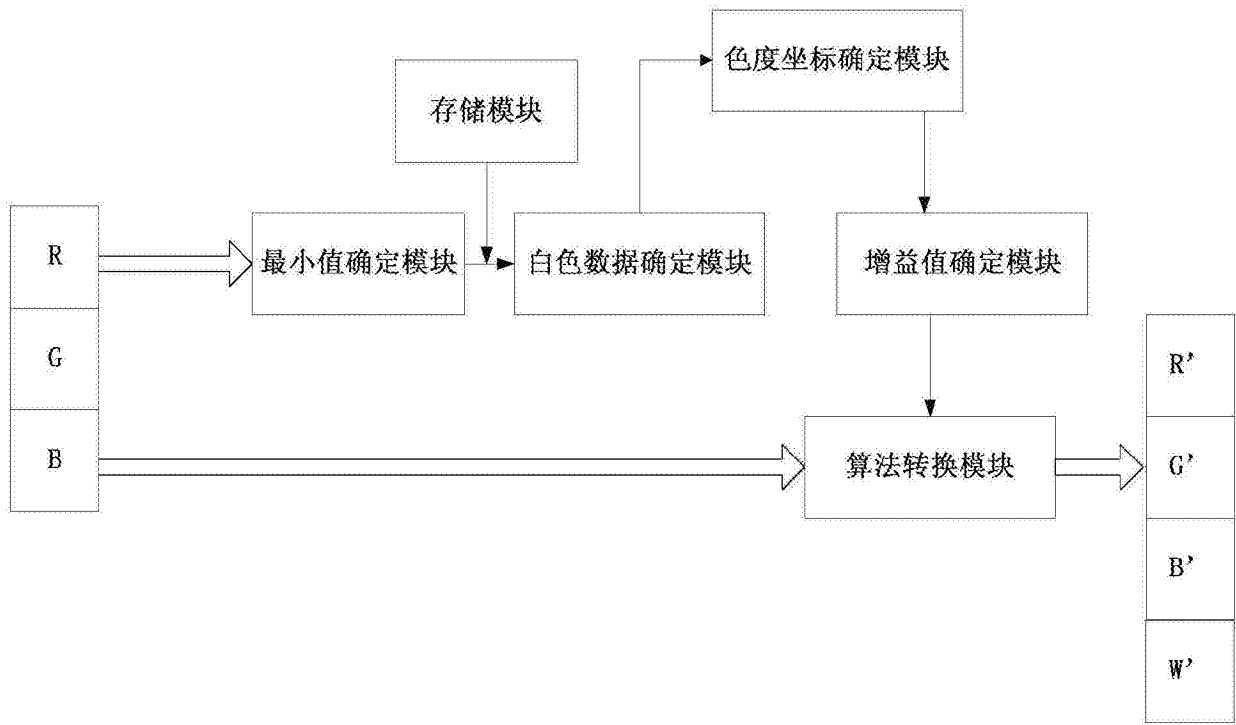 色度坐标确定模块
存储模块
R
最小值确定模块
白色数据确定模块
增益值确定模块
G
R’
B
算法转换模块
G’
B’
W’